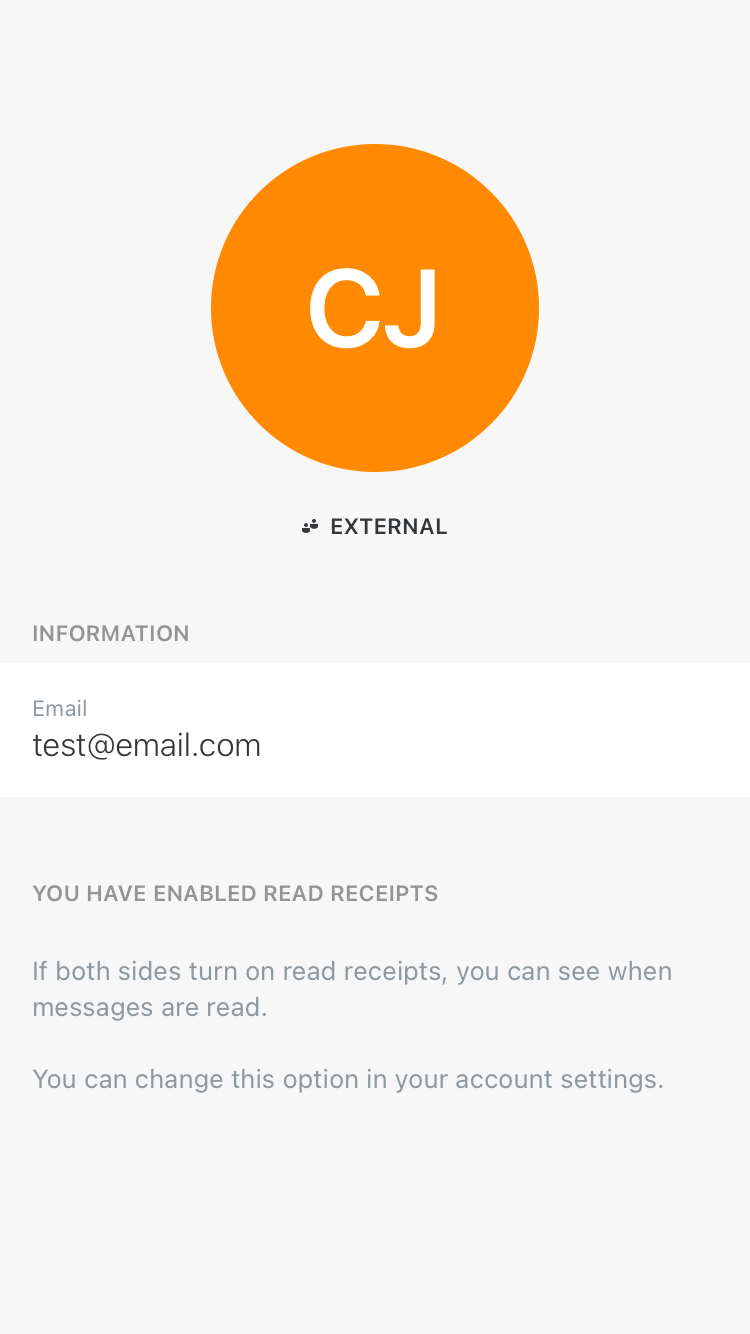 CJ
EXTERNAL
INFORMATION
Email
test@email.com
YOU HAVE ENABLED READ RECEIPTS
If both sides turn on read receipts, you can see when
messages are read.
You can change this option in your account settings.